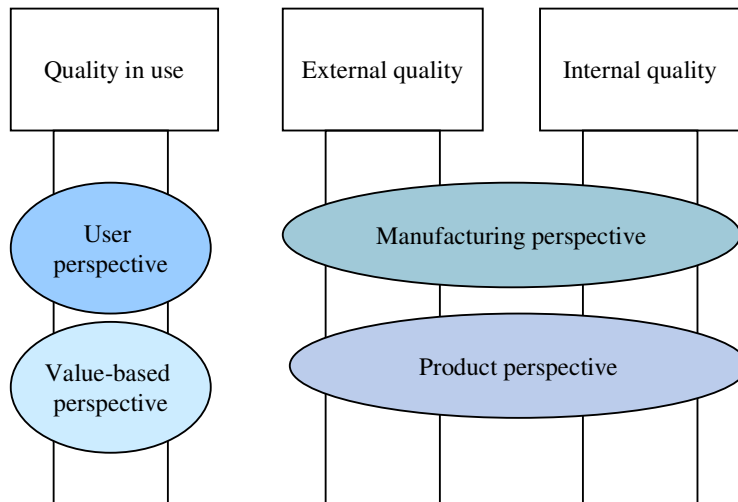 Quality in use
External quality
Internal quality
User
perspective
Manufacturing perspective
Value-based
perspective
Product perspective